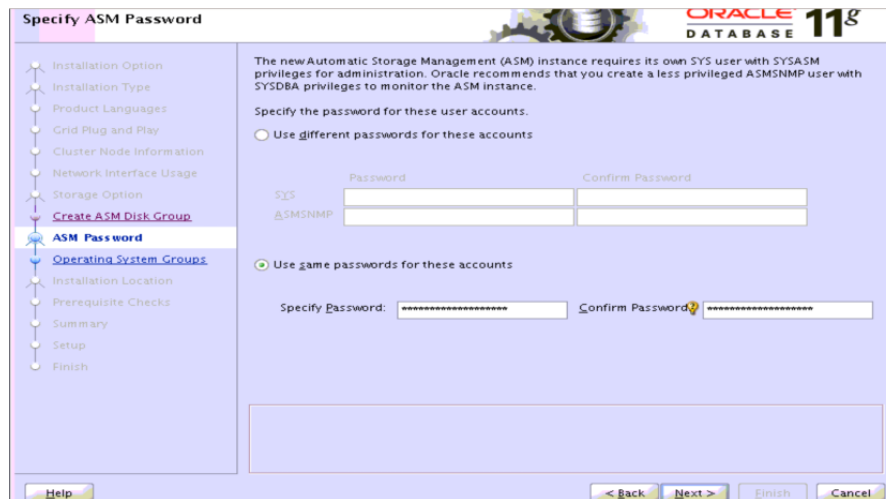 Specify ASM Password
ORACLE
DATABASE
11g
Installation Option
Installation Type
Product Languages
Grid Plug and Play
Cluster Node Information
Network Interface Usage
Storage Option
Create ASM Disk Group
ASM Password
Operating System Groups
Installation Location
Prerequisite Checks
Summary
Setup
Finish
The new Automatic Storage Management (ASM) instance requires its own SYS user with SYSASM
privileges for administration. Oracle recommends that you create a less privileged ASMSNMP user with
SYSDBA privileges to monitor the ASM instance.
Specify the password for these user accounts.
Use different passwords for these accounts
Password Confirm Password
SYS
ASMSNMP
Use same passwords for these accounts
Specify Password: ******************* Confirm Password: *******************
Help
< Back Next > Finish Cancel